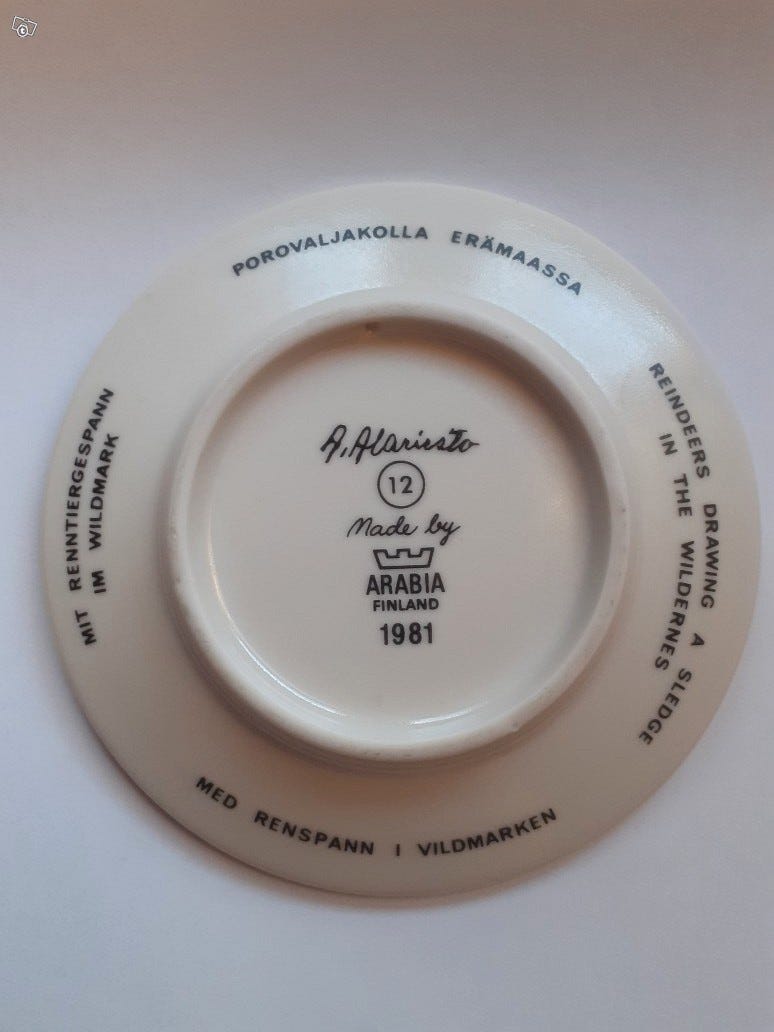 POROVALJAKOLLA ERÄMAASSA
REINDEERS DRAWING A SLEDGE
IN THE WILDERNES
MED RENSPANN I VILDMARKEN
MIT RENNTIERGESPANN
IM WILDMARK
A. Alariesto
12
Made by
ARABIA
FINLAND
1981